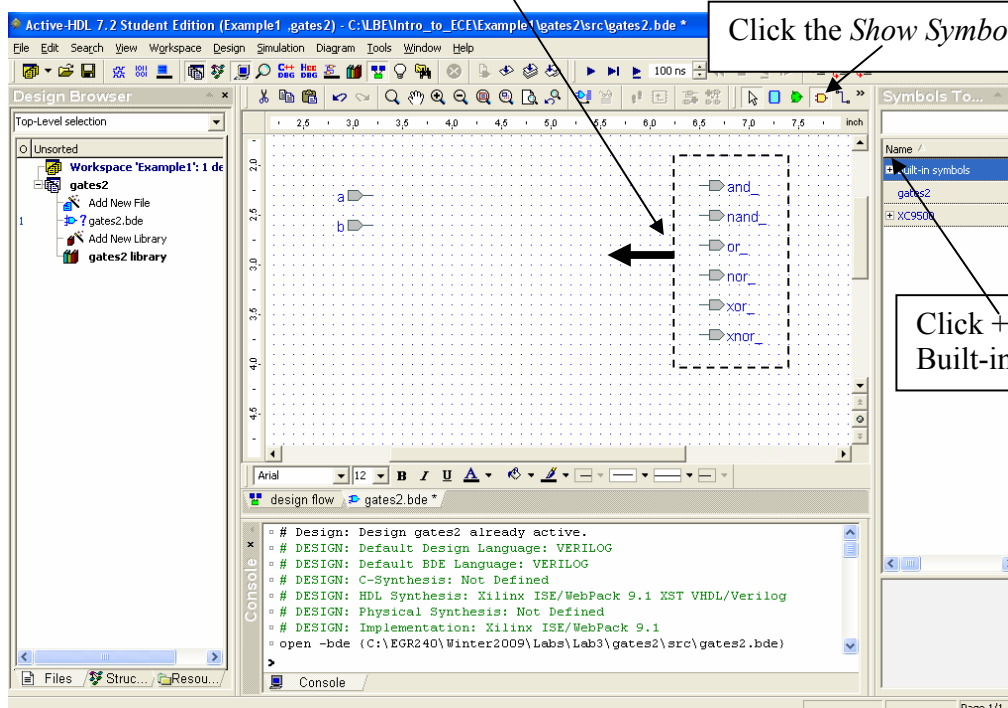 Active-HDL 7.2 Student Edition (Example1 ,gates2) - C:\LBE\Intro_to_ECE\Example1\gates2\src\gates2.bde *
Click the Show Symbo
File Edit Search View Workspace Design Simulation Diagram Tools Window Help
100 ns
Design Browser
Symbols To...
Top-Level selection
2,5 3,0 3,5 4,0 4,5 5,0 5,5 6,0 6,5 7,0 7,5 inch
Unsorted
Name
Workspace 'Example1': 1 de
Built-in symbols
gates2
gates2
XC9500
Add New File
1 ? gates2.bde
Add New Library
gates2 library
2,0
2,5
3,0
3,5
4,0
4,5
a
b
and_
nand_
or_
nor_
xor_
xnor_
Click +
Built-in
Arial 12 B I U A
design flow gates2.bde *
Console
# Design: Design gates2 already active.
# DESIGN: Default Design Language: VERILOG
# DESIGN: Default BDE Language: VERILOG
# DESIGN: C-Synthesis: Not Defined
# DESIGN: HDL Synthesis: Xilinx ISE/WebPack 9.1 XST VHDL/Verilog
# DESIGN: Physical Synthesis: Not Defined
# DESIGN: Implementation: Xilinx ISE/WebPack 9.1
open -bde {C:\EGR240\Winter2009\Labs\Lab3\gates2\src\gates2.bde}
>
Files Struc... Resou...
Console
Page 1/1